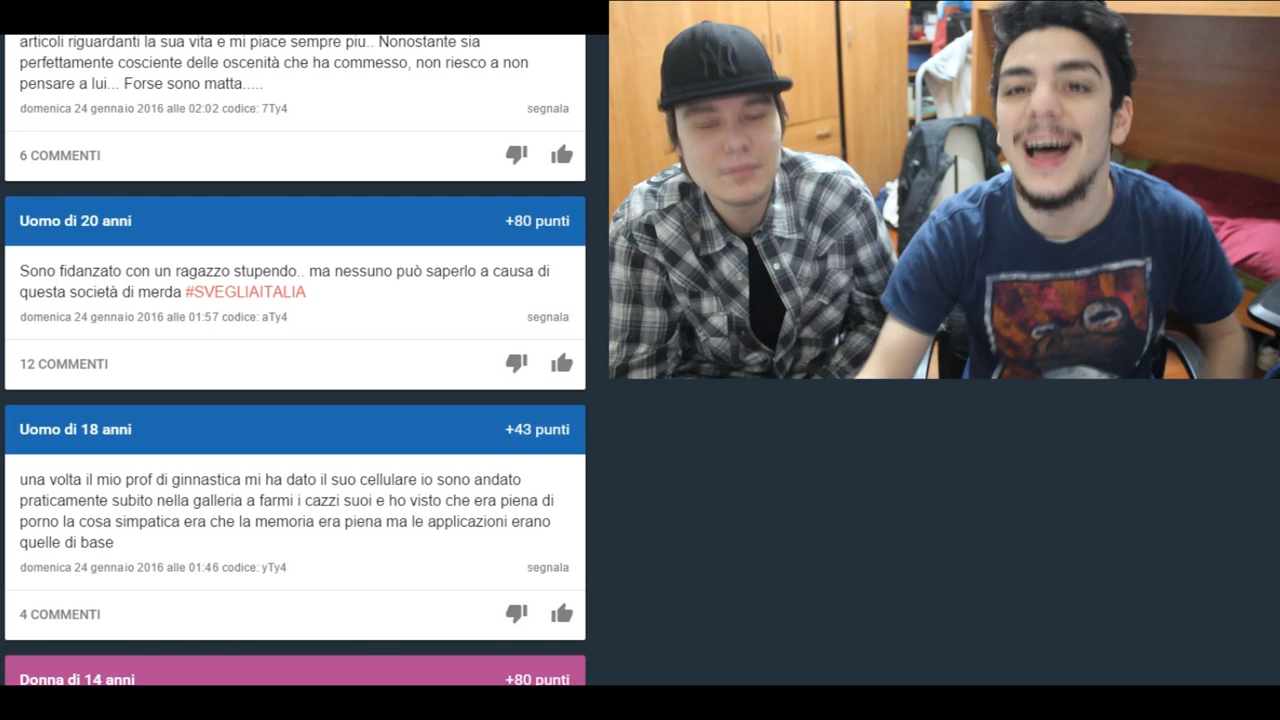 articoli riguardanti la sua vita e mi piace sempre piu.. Nonostante sia
perfettamente cosciente delle oscenità che ha commesso, non riesco a non
pensare a lui... Forse sono matta.....
domenica 24 gennaio 2016 alle 02:02 codice: 7Ty4 segnala
6 COMMENTI
Uomo di 20 anni +80 punti
Sono fidanzato con un ragazzo stupendo.. ma nessuno può saperlo a causa di
questa società di merda #SVEGLIAITALIA
domenica 24 gennaio 2016 alle 01:57 codice: aTy4 segnala
12 COMMENTI
Uomo di 18 anni +43 punti
una volta il mio prof di ginnastica mi ha dato il suo cellulare io sono andato
praticamente subito nella galleria a farmi i cazzi suoi e ho visto che era piena di
porno la cosa simpatica era che la memoria era piena ma le applicazioni erano
quelle di base
domenica 24 gennaio 2016 alle 01:46 codice: yTy4 segnala
4 COMMENTI
Donna di 14 anni +80 punti
NY